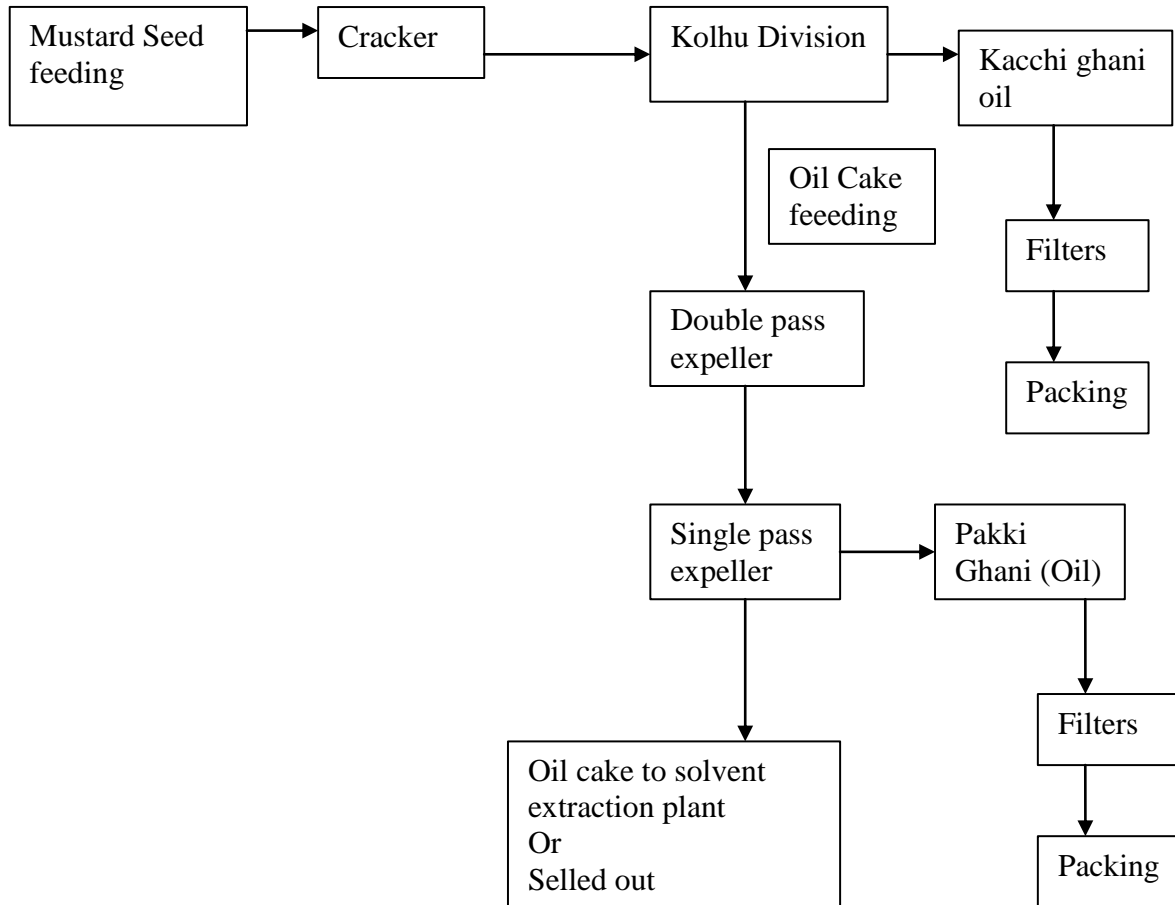 Mustard Seed
feeding
Cracker
Kolhu Division
Kacchi ghani
oil
Oil Cake
feeeding
Filters
Double pass
expeller
Packing
Single pass
expeller
Pakki
Ghani (Oil)
Filters
Oil cake to solvent
extraction plant
Or
Selled out
Packing